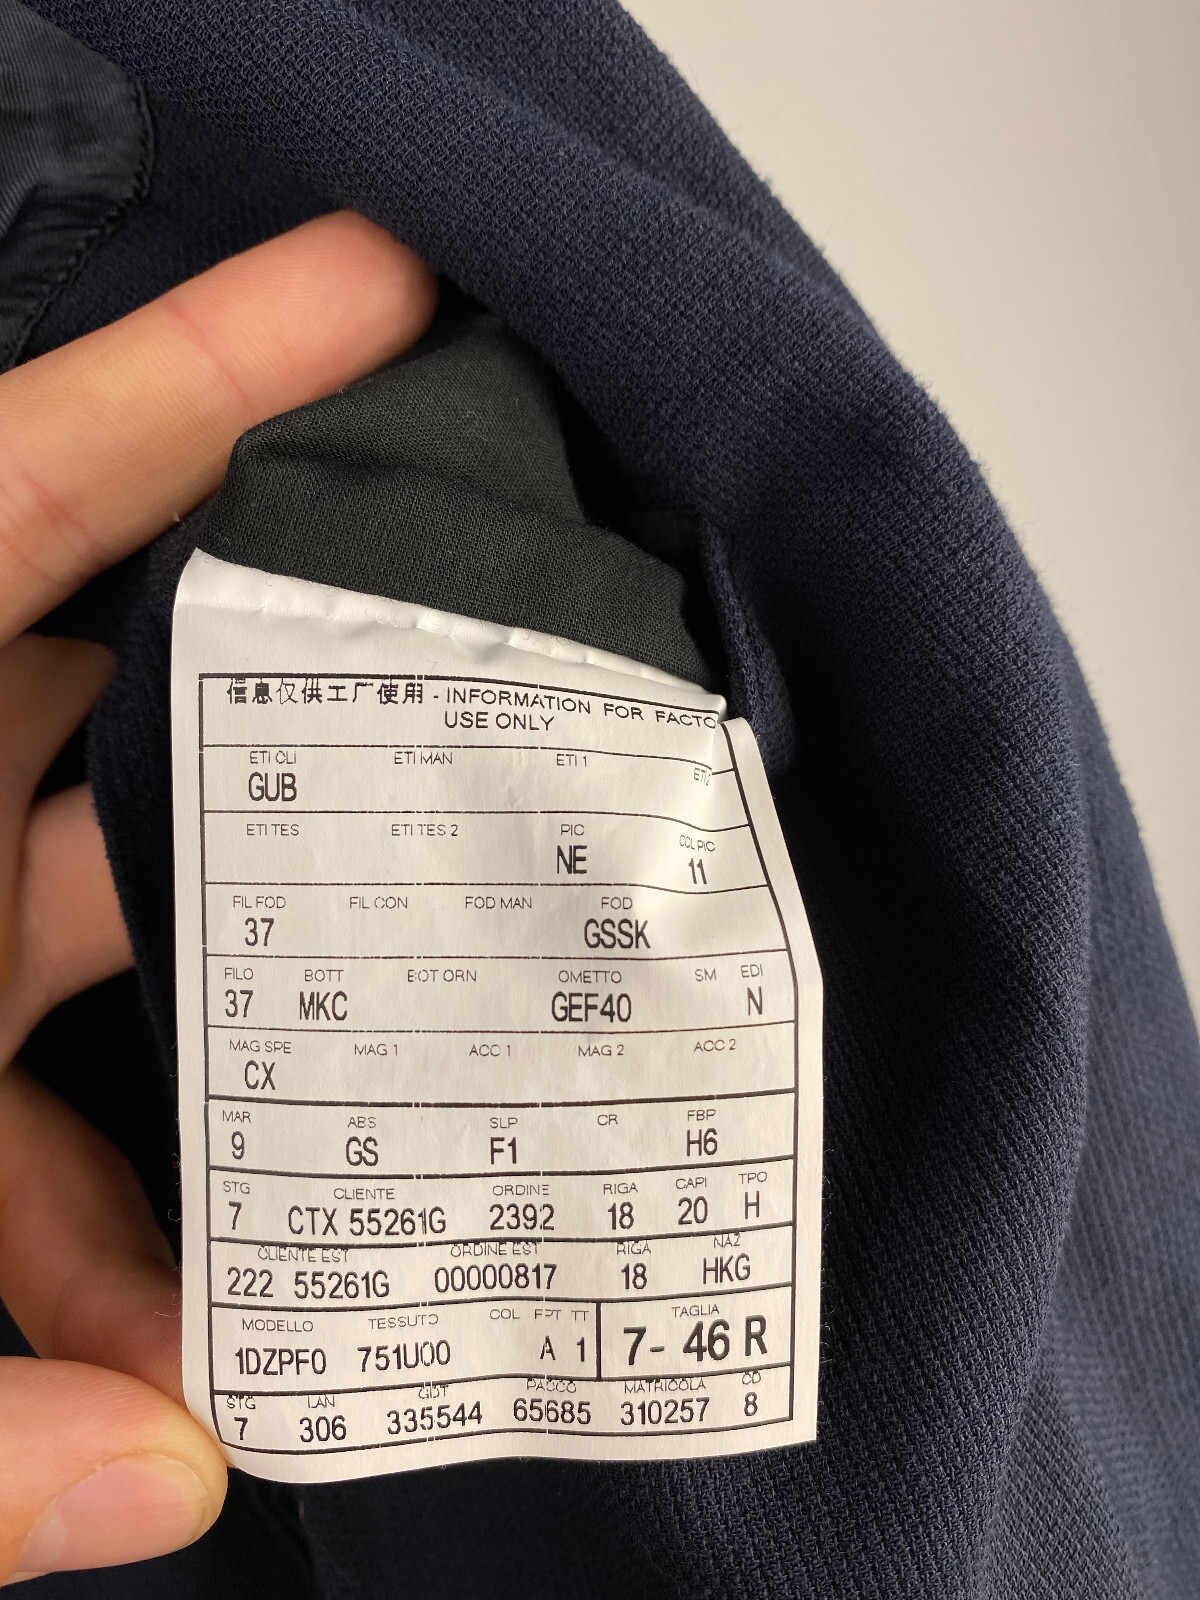 信息仅供工厂使用 - INFORMATION FOR FACTO
USE ONLY
ETI CLI ETI MAN ETI 1 ETI 2
GUB
ETI TES ETI TES 2 PIC COL PIC
NE 11
FIL FOD FIL CON FOD MAN FOD
37 GSSK
FILO BOTT BOT ORN OMETTO SM EDI
37 MKC GEF40 N
MAG SPE MAG 1 ACC 1 MAG 2 ACC 2
CX
MAR ABS SLP CR FBP
9 GS F1 H6
STG CLIENTE ORDINE RIGA CAPI TPO
7 CTX 55261G 2392 18 20 H
CLIENTE EST ORDINE EST RIGA NAZ
222 55261G 00000817 18 HKG
MODELLO TESSUTO COL TT TAGLIA
1DZPF0 751U00 A 1 7- 46 R
STG LAN PACCO MATRICOLA CD
7 306 335544 65685 310257 8